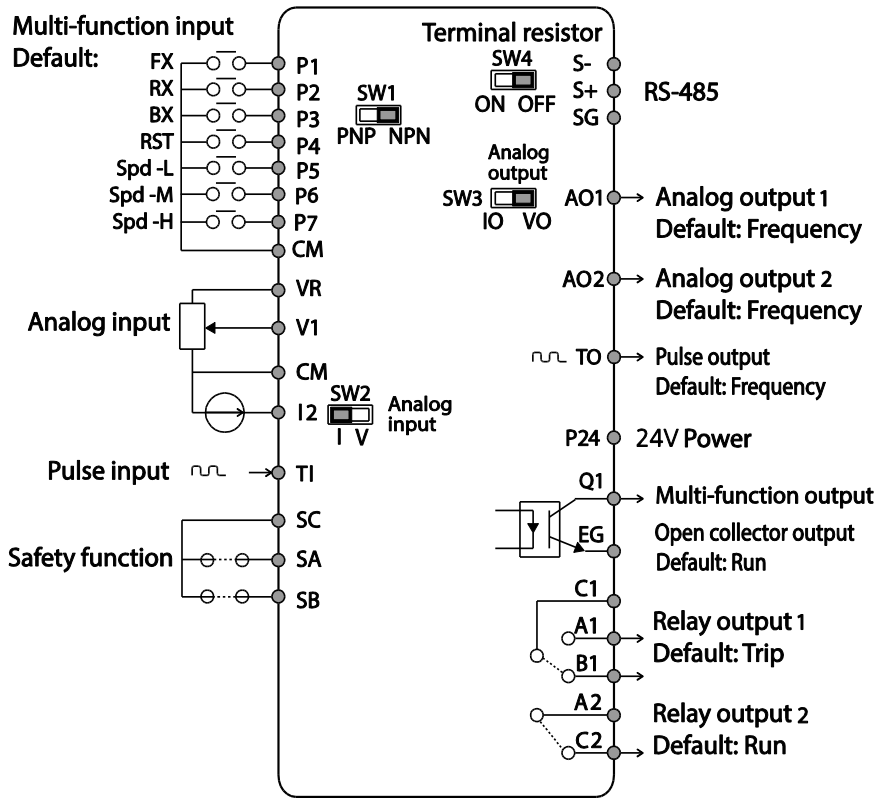 Multi-function input
Default:
FX
P1
RX
P2
BX
P3
RST
P4
Spd -L
P5
Spd -M
P6
Spd -H
P7
CM
SW1
PNP NPN
VR
Analog input
V1
CM
I2
SW2
I V
Analog
input
Pulse input
TI
SC
Safety function
SA
SB
Terminal resistor
SW4
ON OFF
S-
S+
SG
RS-485
Analog
output
SW3
IO VO
AO1
Analog output 1
Default: Frequency
AO2
Analog output 2
Default: Frequency
TO
Pulse output
Default: Frequency
P24
24V Power
Q1
Multi-function output
EG
Open collector output
Default: Run
C1
A1
B1
Relay output 1
Default: Trip
A2
C2
Relay output 2
Default: Run